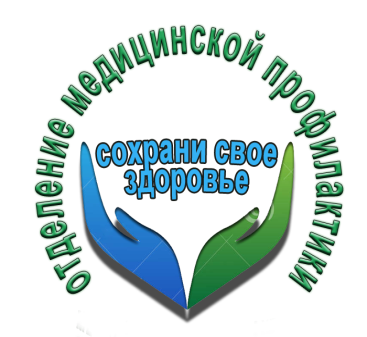 отделение медицинской профилактики
сохрани свое
здоровье